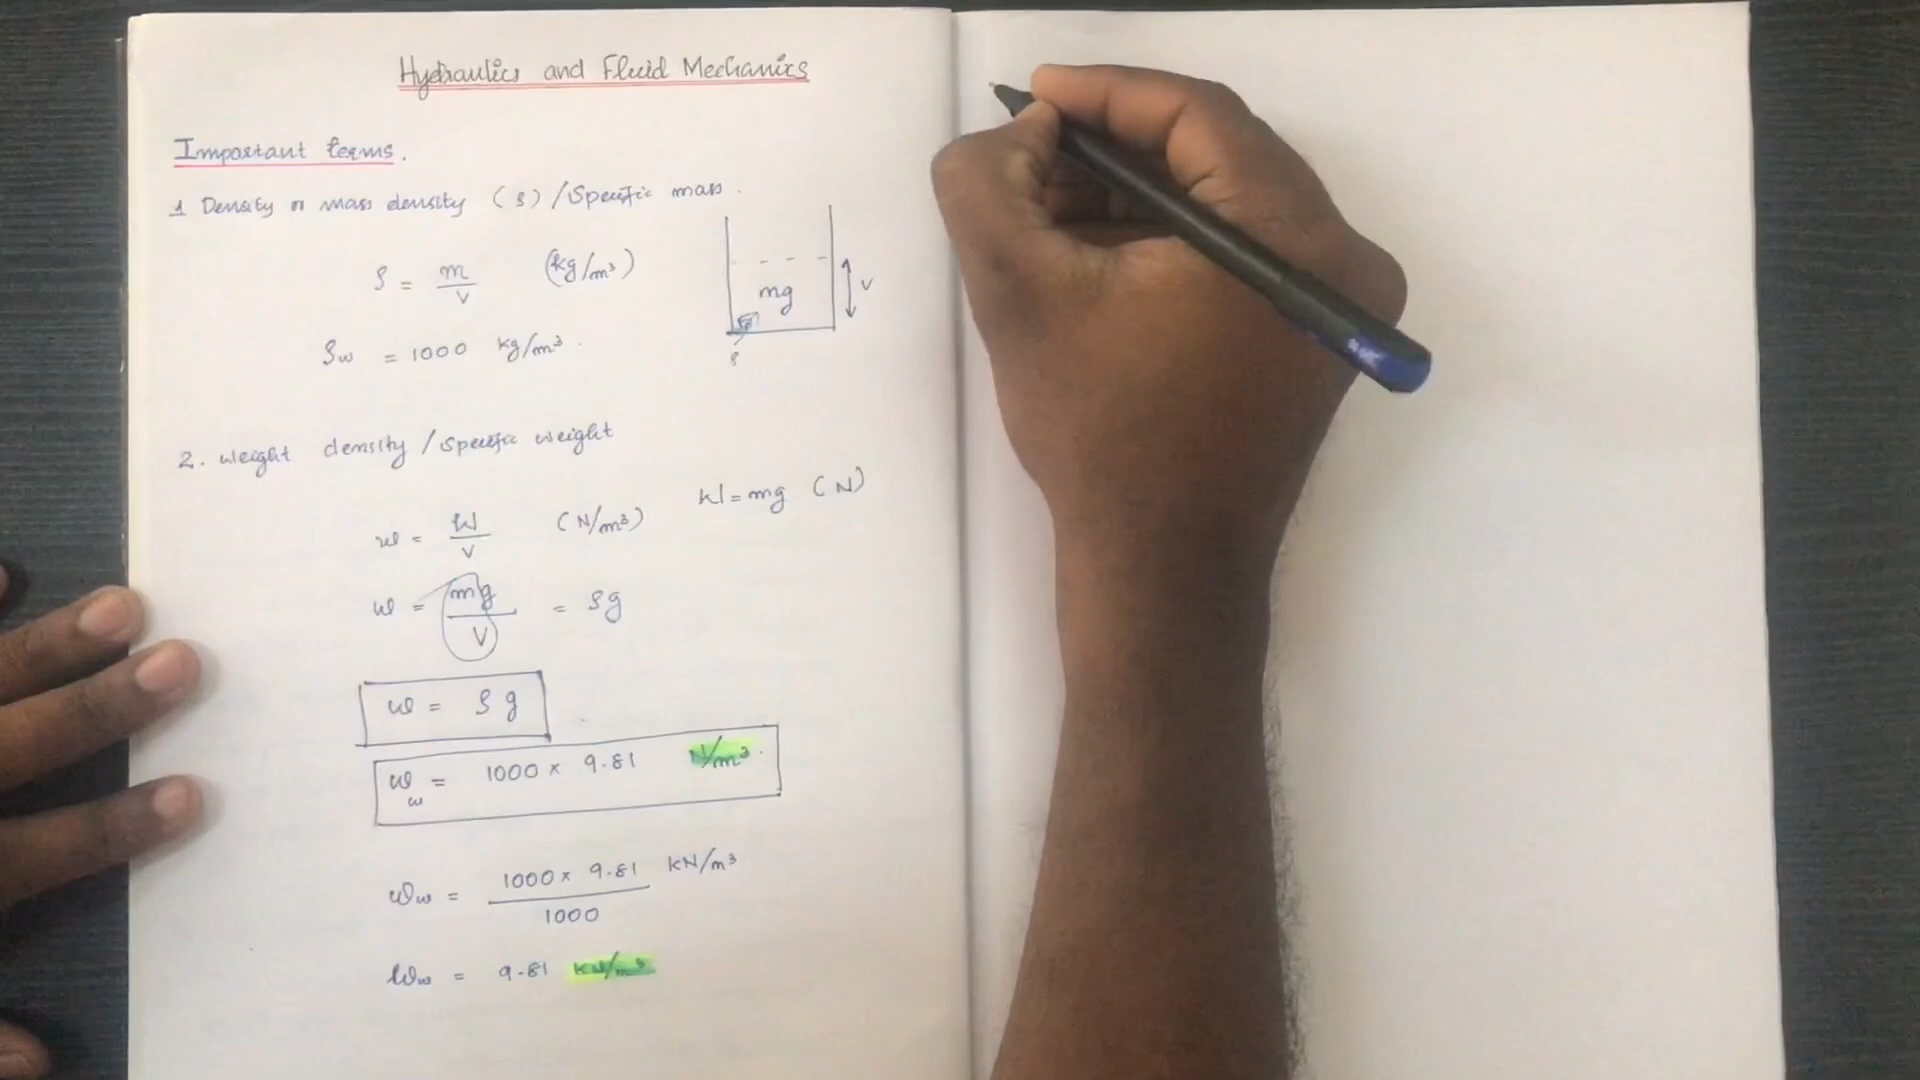 Hydraulics and Fluid Mechanics
Important terms.
1 Density or mass density (ρ) / Specific mass.
ρ = m/V (kg/m³)
mg
V
ρ
ρw = 1000 kg/m³.
2. Weight density / Specific weight
w = W/V (N/m³) W = mg (N)
w = mg/V = ρg
w = ρg
ww = 1000 × 9.81 N/m³.
ww = 1000 × 9.81 / 1000 kN/m³
ww = 9.81 kN/m³